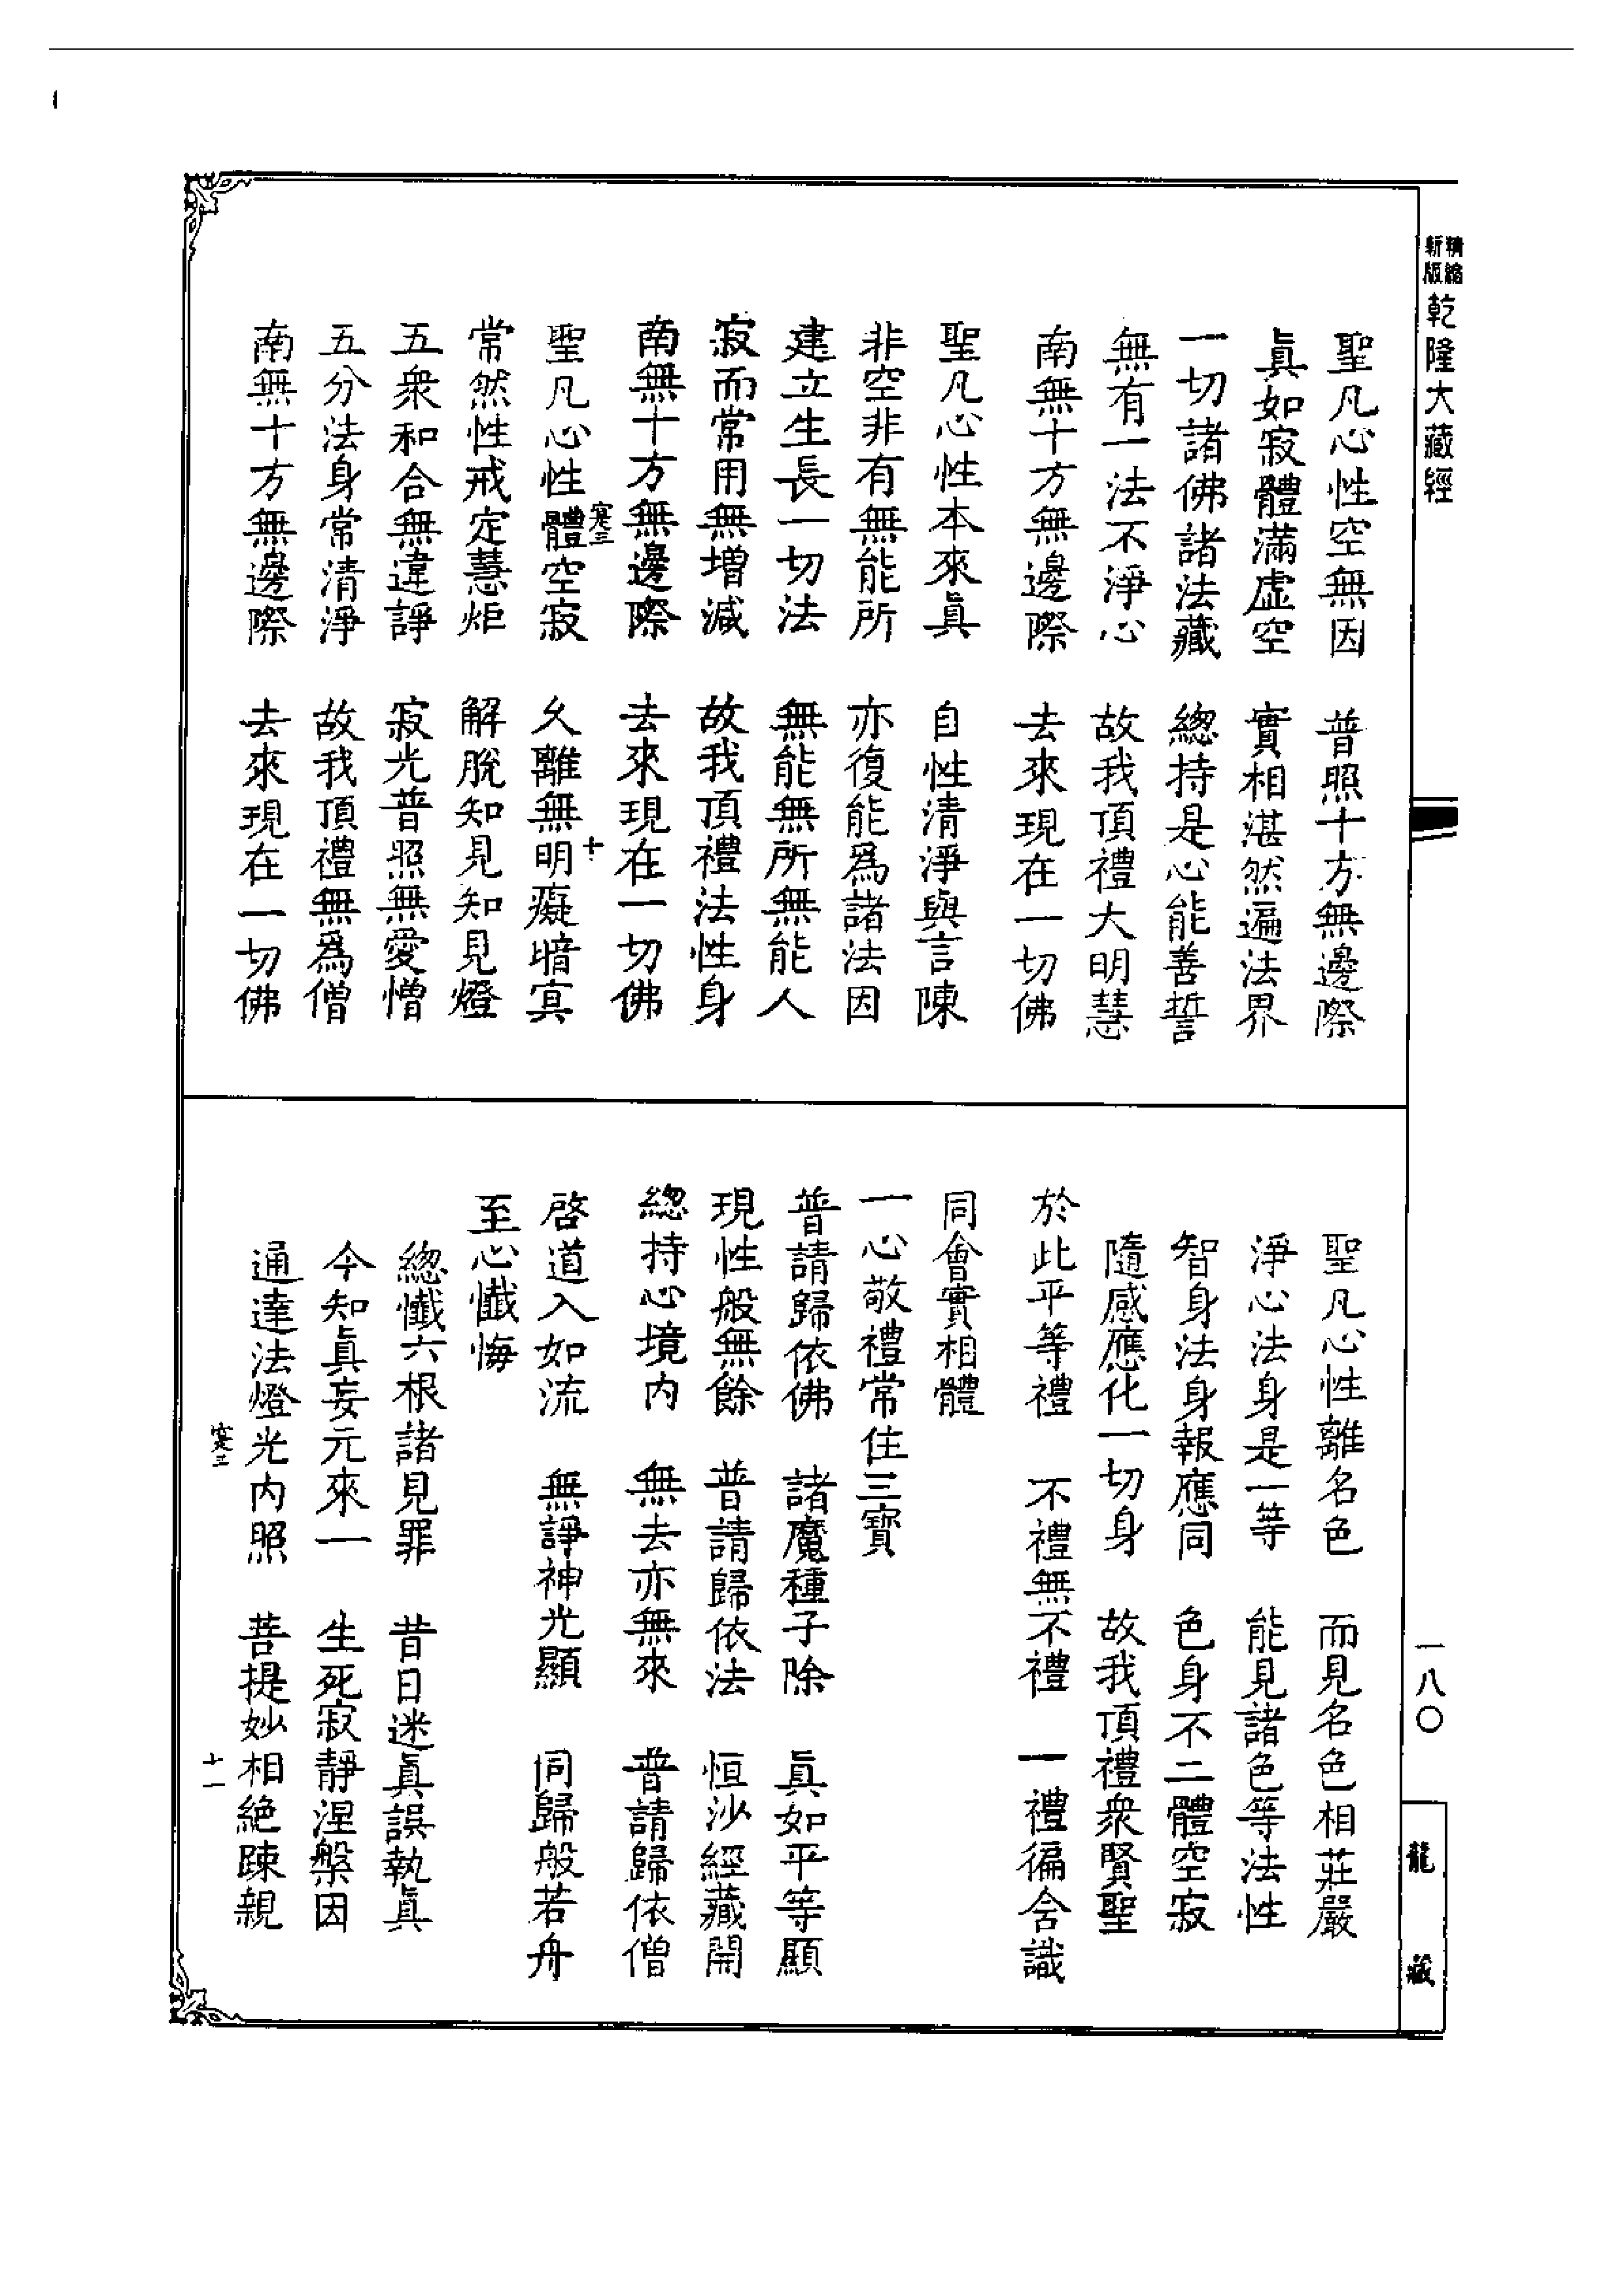 精縮
新版
乾隆大藏經
聖凡心性空無因　普照十方無邊際
眞如寂體滿虛空　實相湛然遍法界
一切諸佛諸法藏　總持是心能善誓
無有一法不淨心　故我頂禮大明慧
南無十方無邊際　去來現在一切佛
聖凡心性本來眞　自性清淨與言陳
非空非有無能所　亦復能爲諸法因
建立生長一切法　無能無所無能人
寂而常用無增減　故我頂禮法性身
南無十方無邊際　去來現在一切佛
聖凡心性體空寂　久離無明癡暗冥
常然性戒定慧炬　解脫知見知見燈
五衆和合無違諍　寂光普照無愛憎
五分法身常清淨　故我頂禮無爲僧
南無十方無邊際　去來現在一切佛
聖凡心性離名色　而見名色相莊嚴
淨心法身是一等　能見諸色等法性
智身法身報應同　色身不二體空寂
隨感應化一切身　故我頂禮衆賢聖
於此平等禮　不禮無不禮　一禮徧含識
同會實相體
一心敬禮常住三寶
普請歸依佛　諸魔種子除　眞如平等顯
現性般無餘　普請歸依法　恒沙經藏開
總持心境內　無去亦無來　普請歸依僧
啓道入如流　無諍神光顯　同歸般若舟
至心懺悔
總懺六根諸見罪　昔日迷眞誤執眞
今知眞妄元來一　生死寂靜涅槃因
通達法燈光內照　菩提妙相絶踈親
十
十一
一八〇
龍藏